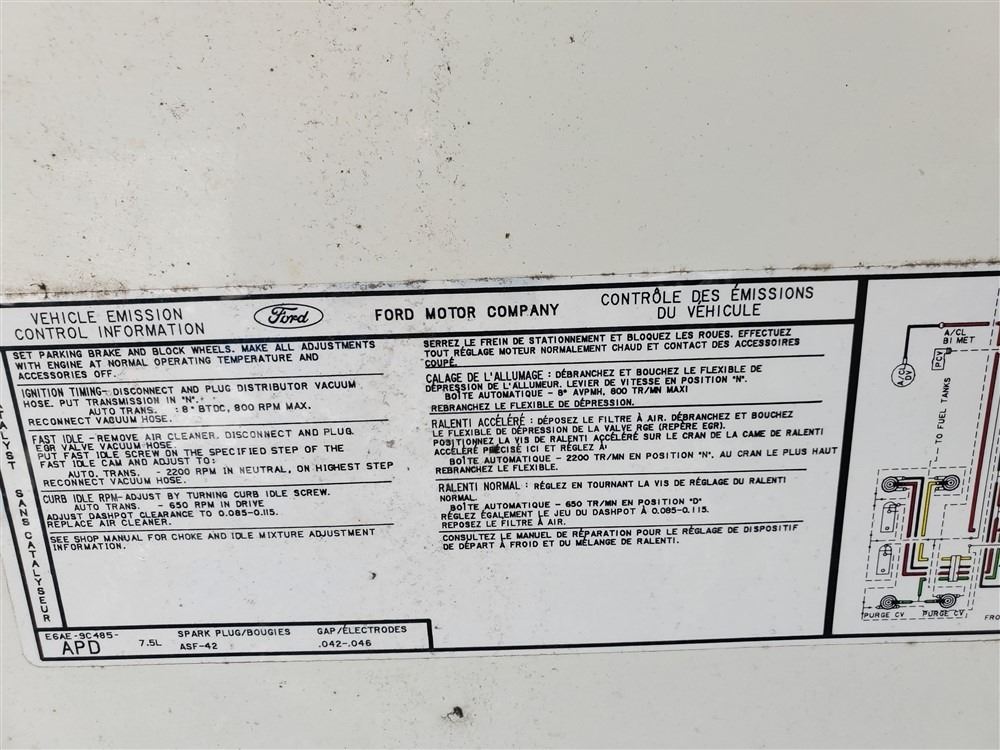 VEHICLE EMISSION
CONTROL INFORMATION
Ford
FORD MOTOR COMPANY
CONTRÔLE DES ÉMISSIONS
DU VÉHICULE
SET PARKING BRAKE AND BLOCK WHEELS. MAKE ALL ADJUSTMENTS
WITH ENGINE AT NORMAL OPERATING TEMPERATURE AND
ACCESSORIES OFF.
IGNITION TIMING-DISCONNECT AND PLUG DISTRIBUTOR VACUUM
HOSE. PUT TRANSMISSION IN "N".
AUTO TRANS. : 8° BTDC, 800 RPM MAX.
RECONNECT VACUUM HOSE.
FAST IDLE -REMOVE AIR CLEANER. DISCONNECT AND PLUG
EGR VALVE VACUUM HOSE
PUT FAST IDLE SCREW ON THE SPECIFIED STEP OF THE
FAST IDLE CAM AND ADJUST TO:
AUTO. TRANS. - 2200 RPM IN NEUTRAL, ON HIGHEST STEP
RECONNECT VACUUM HOSE.
CURB IDLE RPM-ADJUST BY TURNING CURB IDLE SCREW.
AUTO TRANS. - 650 RPM IN DRIVE
ADJUST DASHPOT CLEARANCE TO 0.085-0.115.
REPLACE AIR CLEANER.
SEE SHOP MANUAL FOR CHOKE AND IDLE MIXTURE ADJUSTMENT
INFORMATION.
SERREZ LE FREIN DE STATIONNEMENT ET BLOQUEZ LES ROUES. EFFECTUEZ
TOUT RÉGLAGE MOTEUR NORMALEMENT CHAUD ET CONTACT DES ACCESSOIRES
COUPÉ.
CALAGE DE L'ALLUMAGE : DÉBRANCHEZ ET BOUCHEZ LE FLEXIBLE DE
DÉPRESSION DE L'ALLUMEUR. LEVIER DE VITESSE EN POSITION "N".
BOÎTE AUTOMATIQUE - 8° AVPMH, 800 TR/MN MAXI
REBRANCHEZ LE FLEXIBLE DE DÉPRESSION.
RALENTI ACCÉLÉRÉ : DÉPOSEZ LE FILTRE À AIR. DÉBRANCHEZ ET BOUCHEZ
LE FLEXIBLE DE DÉPRESSION DE LA VALVE RGE (REPÈRE EGR).
POSITIONNEZ LA VIS DE RALENTI ACCÉLÉRÉ SUR LE CRAN DE LA CAME DE RALENTI
ACCÉLÉRÉ PRÉCISÉ ICI ET RÉGLEZ À:
BOÎTE AUTOMATIQUE - 2200 TR/MN EN POSITION "N". AU CRAN LE PLUS HAUT
REBRANCHEZ LE FLEXIBLE.
RALENTI NORMAL : RÉGLEZ EN TOURNANT LA VIS DE RÉGLAGE DU RALENTI
NORMAL.
BOÎTE AUTOMATIQUE - 650 TR/MN EN POSITION "D"
RÉGLEZ ÉGALEMENT LE JEU DU DASHPOT À 0.085-0.115.
REPOSEZ LE FILTRE À AIR.
CONSULTEZ LE MANUEL DE RÉPARATION POUR LE RÉGLAGE DE DISPOSITIF
DE DÉPART À FROID ET DU MÉLANGE DE RALENTI.
SANS CATALYSEUR
E6AE-9C485-
APD
7.5L
SPARK PLUG/BOUGIES
ASF-42
GAP/ÉLECTRODES
.042-.046
A/CL
BI MET
PCV
A/CL
DV
TO FUEL TANKS
PURGE CV
PURGE CV